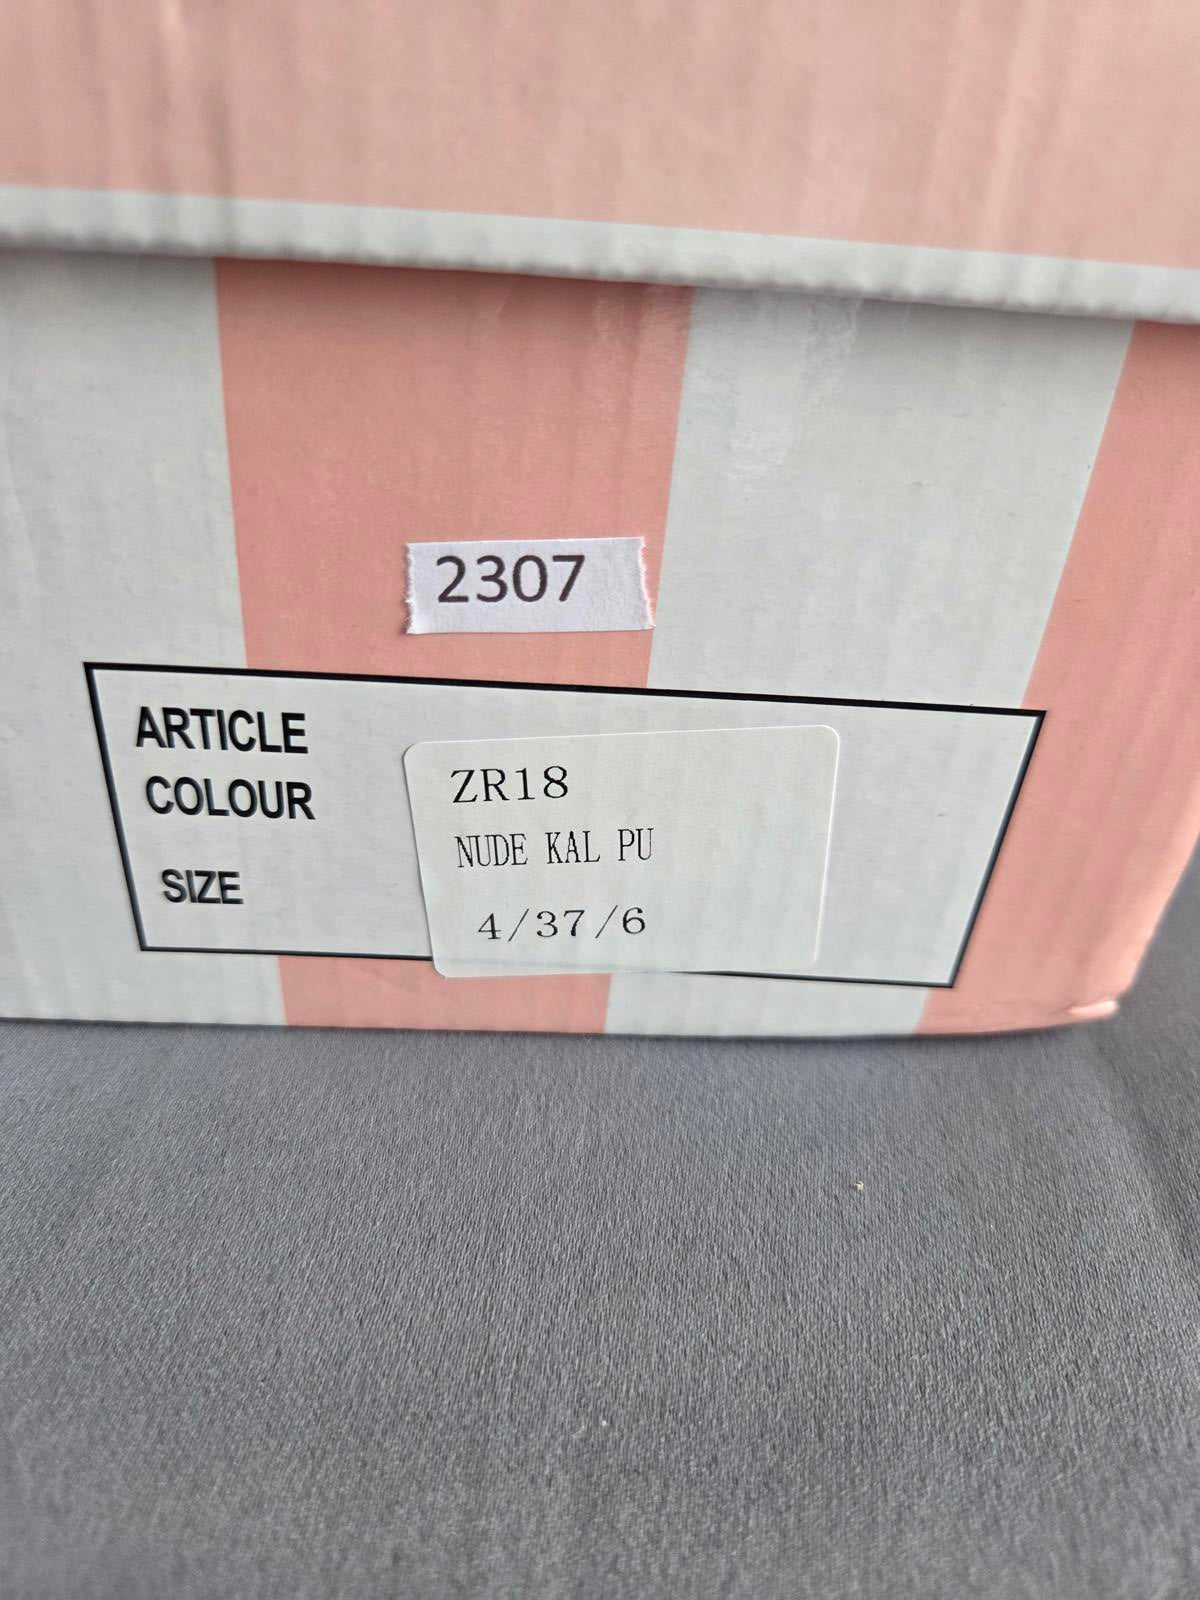 2307
ARTICLE ZR18
COLOUR NUDE KAL PU
SIZE 4/37/6